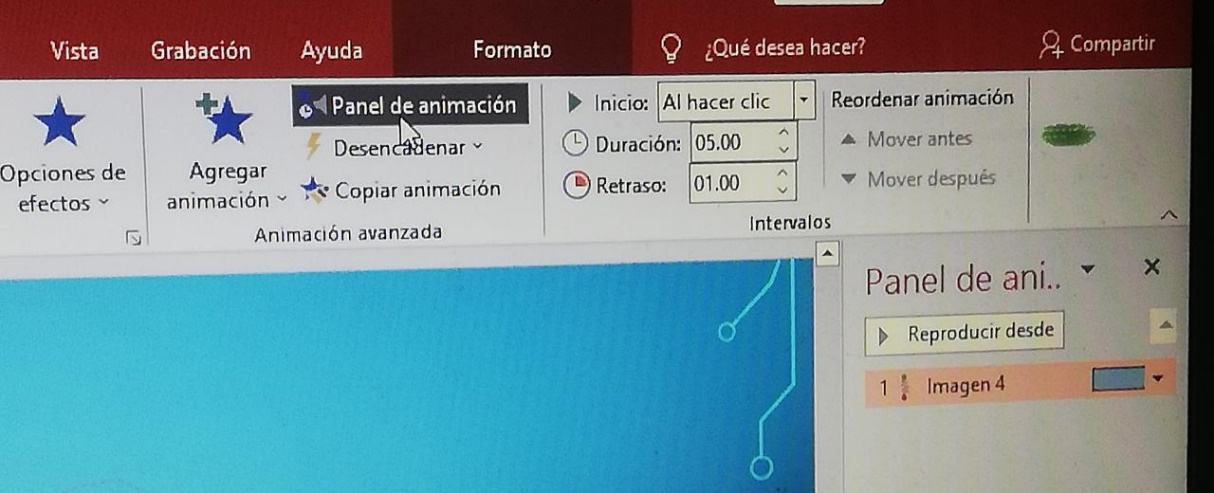 Vista Grabación Ayuda Formato ¿Qué desea hacer? Compartir
Opciones de efectos
Agregar animación
Panel de animación
Desencadenar
Copiar animación
Animación avanzada
Inicio: Al hacer clic
Duración: 05.00
Retraso: 01.00
Reordenar animación
Mover antes
Mover después
Intervalos
Panel de ani..
Reproducir desde
1 Imagen 4